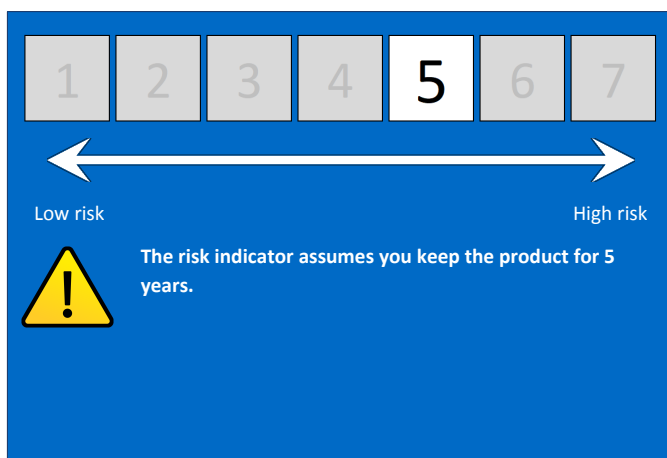 1 2 3 4 5 6 7
Low risk High risk
The risk indicator assumes you keep the product for 5
years.